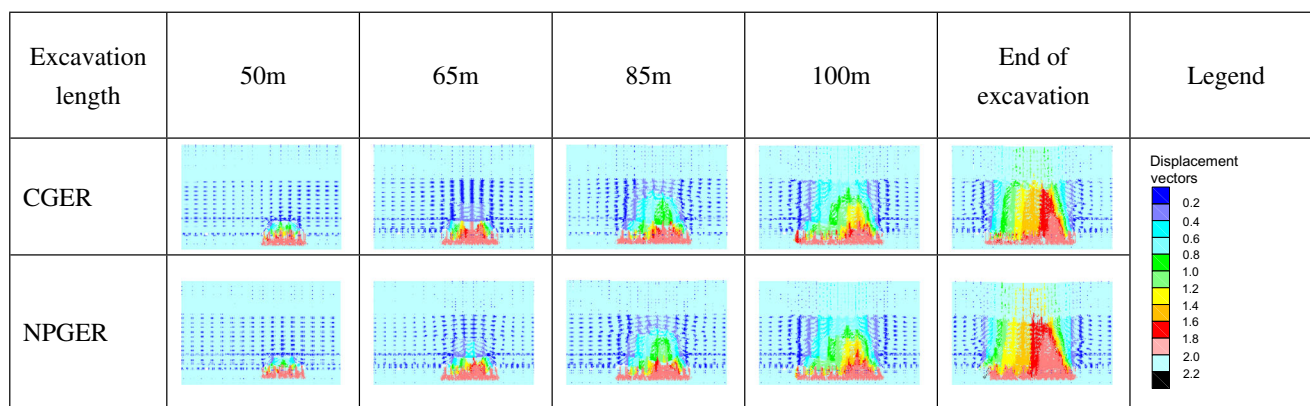 Excavation
length
50m
65m
85m
100m
End of
excavation
Legend
CGER
Displacement
vectors
0.2
0.4
0.6
0.8
1.0
1.2
1.4
1.6
1.8
2.0
2.2
NPGER